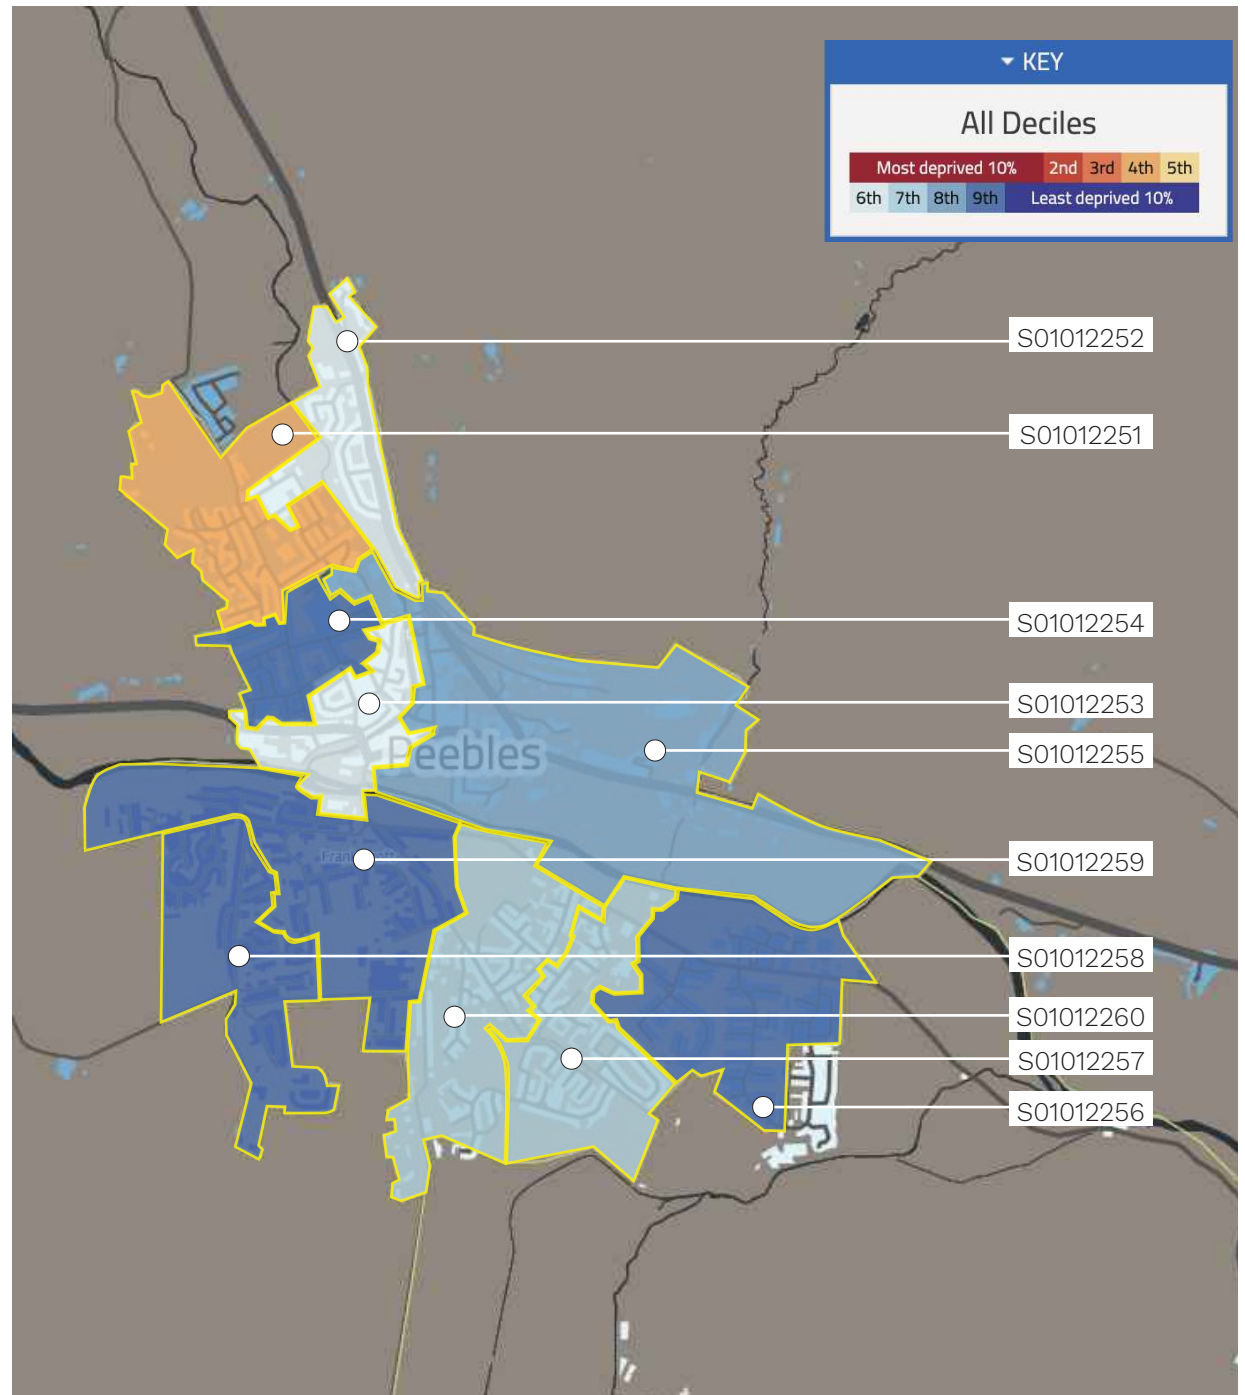 KEY
All Deciles
Most deprived 10% 2nd 3rd 4th 5th
6th 7th 8th 9th Least deprived 10%
S01012252
S01012251
S01012254
S01012253
S01012255
Peebles
S01012259
S01012258
S01012260
S01012257
S01012256